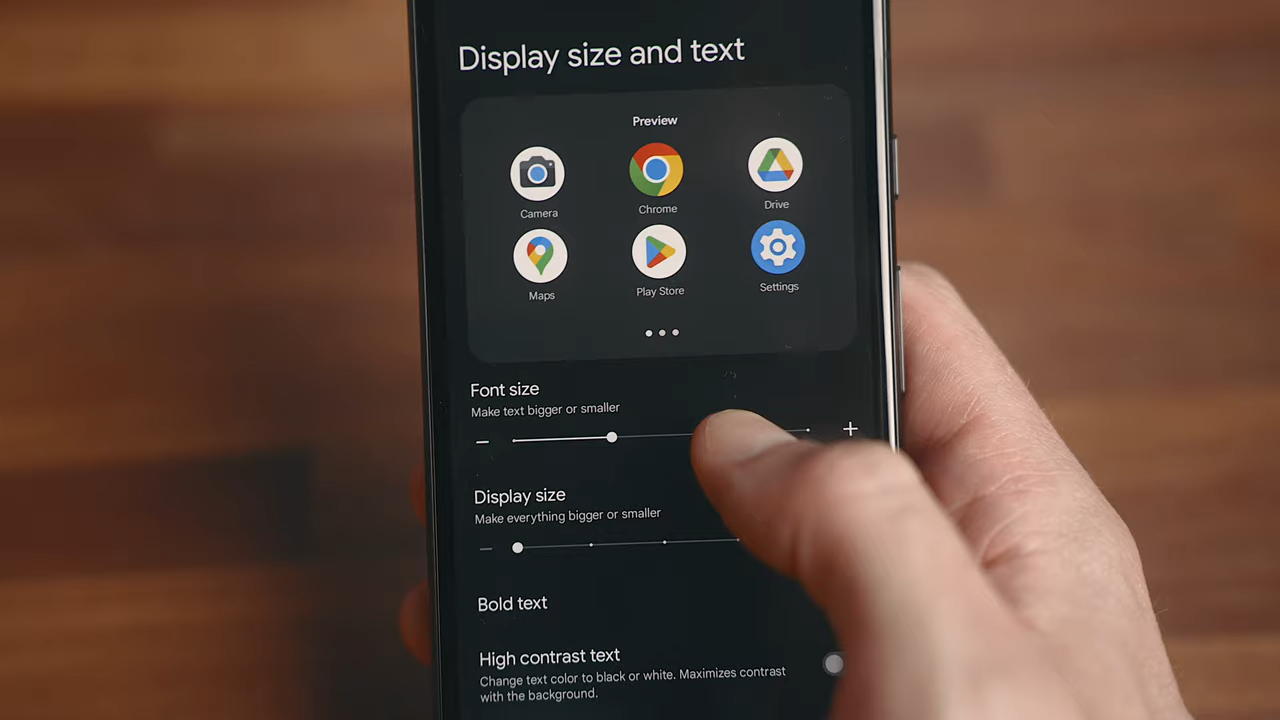 Display size and text
Preview
Camera
Chrome
Drive
Maps
Play Store
Settings
Font size
Make text bigger or smaller
Display size
Make everything bigger or smaller
Bold text
High contrast text
Change text color to black or white. Maximizes contrast
with the background.